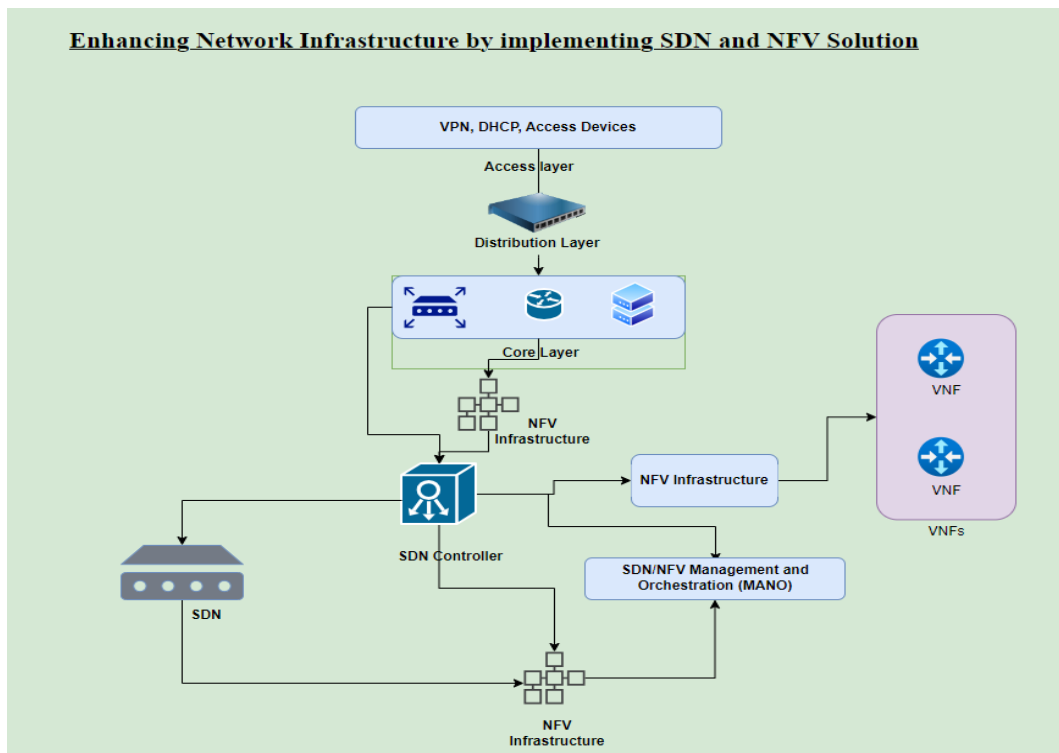 Enhancing Network Infrastructure by implementing SDN and NFV Solution
VPN, DHCP, Access Devices
Access layer
Distribution Layer
Core Layer
NFV
Infrastructure
VNF
NFV Infrastructure
VNF
VNFs
SDN Controller
SDN/NFV Management and
Orchestration (MANO)
SDN
NFV
Infrastructure